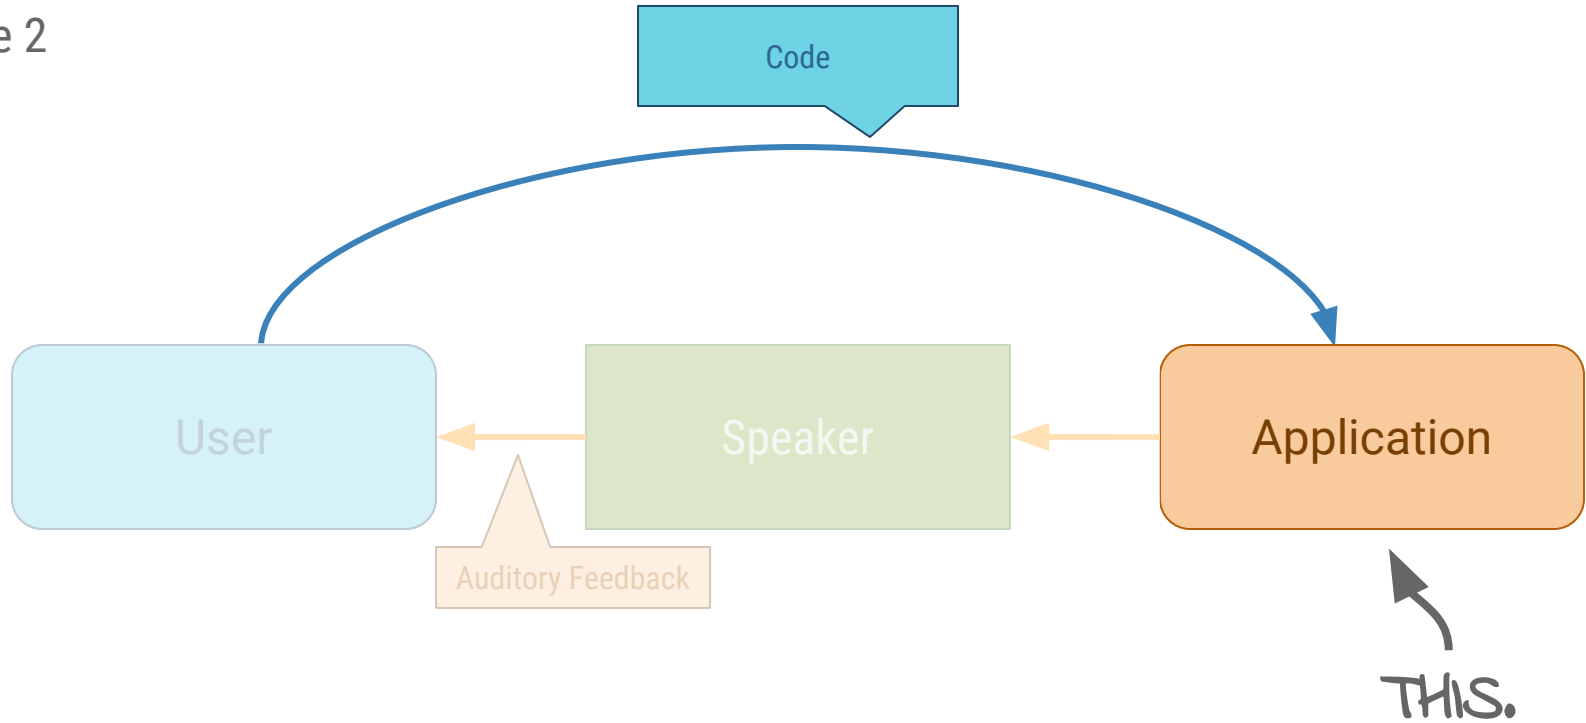 e 2
Code
User
Speaker
Application
Auditory Feedback
THIS.